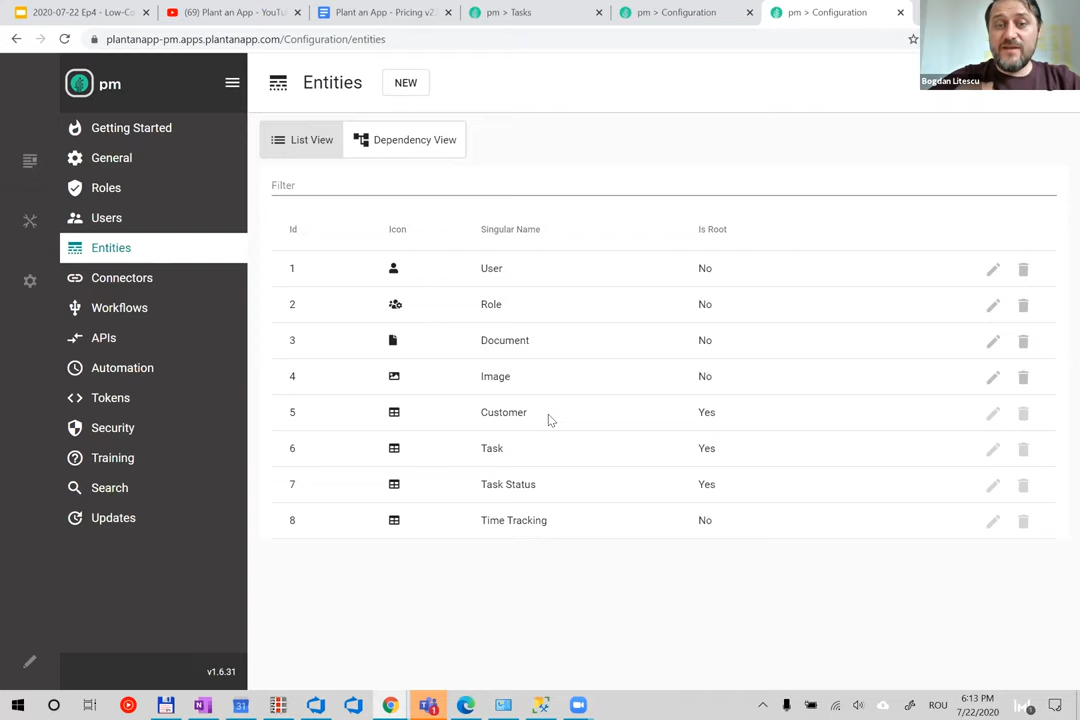 2020-07-22 Ep4 - Low-Co
(69) Plant an App - YouTu
Plant an App - Pricing v2.
pm > Tasks
pm > Configuration
pm > Configuration
plantanapp-pm.apps.plantanapp.com/Configuration/entities
Bogdan Litescu
pm
Entities
NEW
Getting Started
General
Roles
Users
Entities
Connectors
Workflows
APIs
Automation
Tokens
Security
Training
Search
Updates
v1.6.31
List View
Dependency View
Filter
Id Icon Singular Name Is Root
1 User No
2 Role No
3 Document No
4 Image No
5 Customer Yes
6 Task Yes
7 Task Status Yes
8 Time Tracking No
31
1
ROU
6:13 PM
7/22/2020